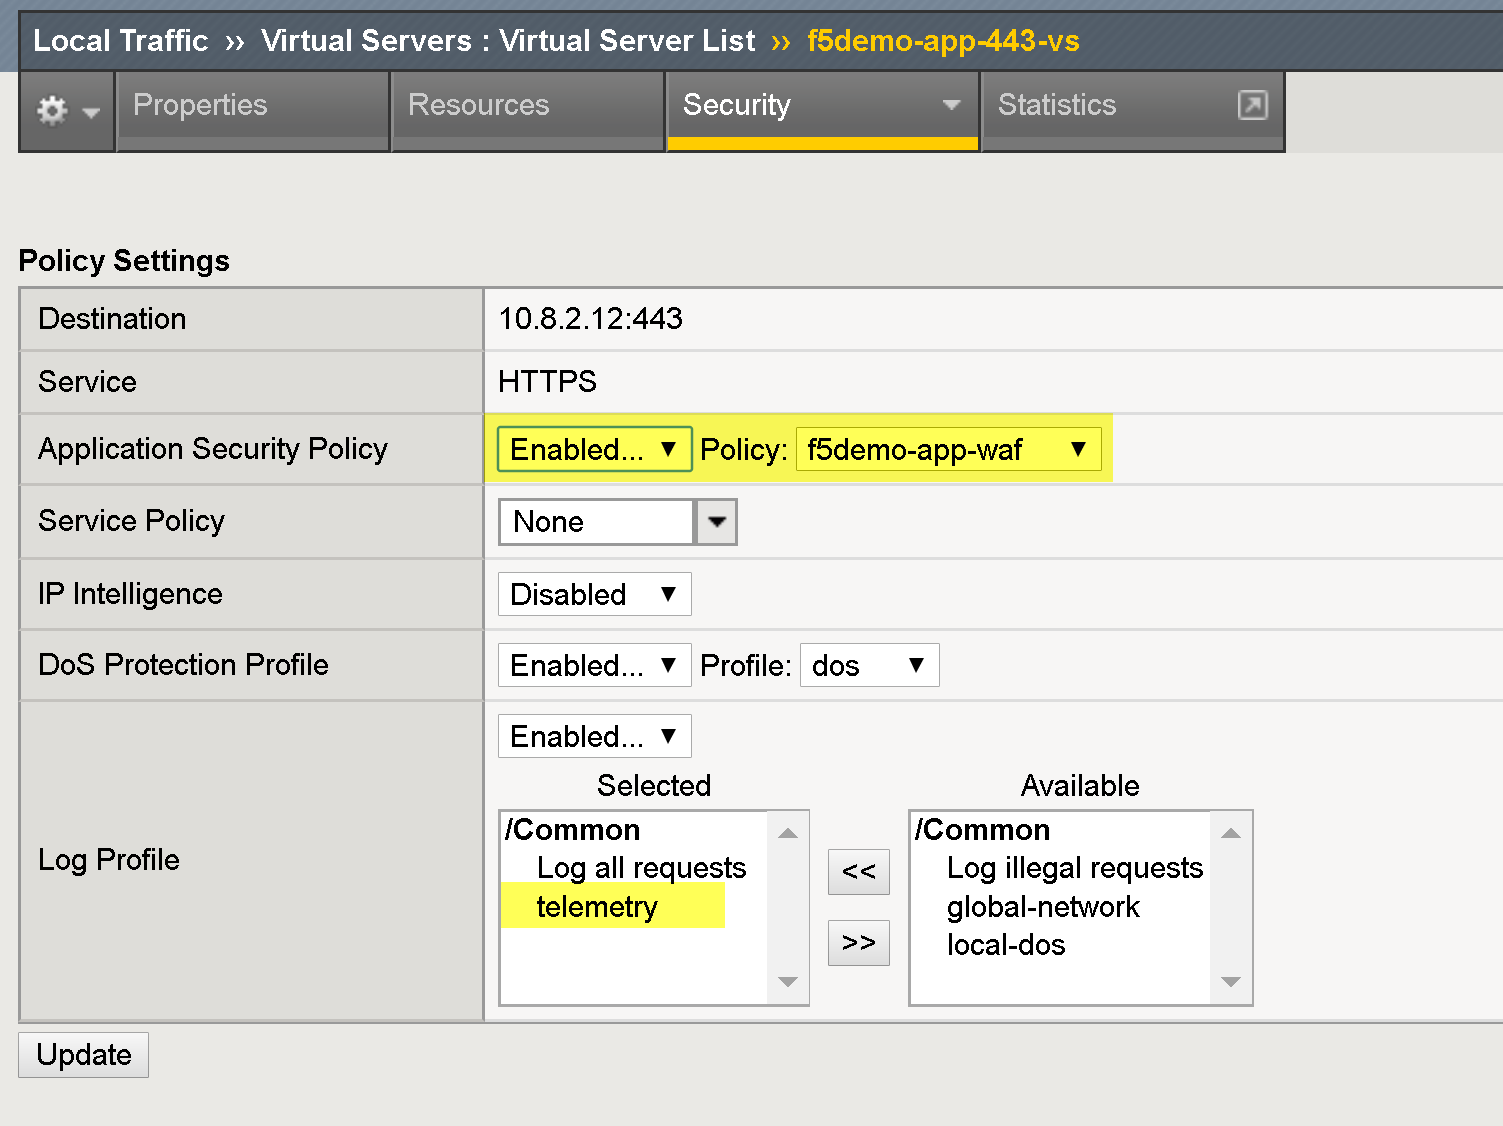 Local Traffic ›› Virtual Servers : Virtual Server List ›› f5demo-app-443-vs
Properties Resources Security Statistics
Policy Settings
Destination 10.8.2.12:443
Service HTTPS
Application Security Policy Enabled... Policy: f5demo-app-waf
Service Policy None
IP Intelligence Disabled
DoS Protection Profile Enabled... Profile: dos
Log Profile Enabled...
Selected Available
/Common /Common
Log all requests Log illegal requests
telemetry << global-network
>> local-dos
Update